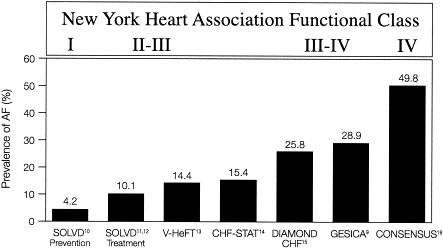 New York Heart Association Functional Class
I II-III III-IV IV
Prevalence of AF (%)
60
50
40
30
20
10
0
4.2
10.1
14.4
15.4
25.8
28.9
49.8
SOLVD10
Prevention
SOLVD11,12
Treatment
V-HeFT13
CHF-STAT14
DIAMOND
CHF15
GESICA9
CONSENSUS16